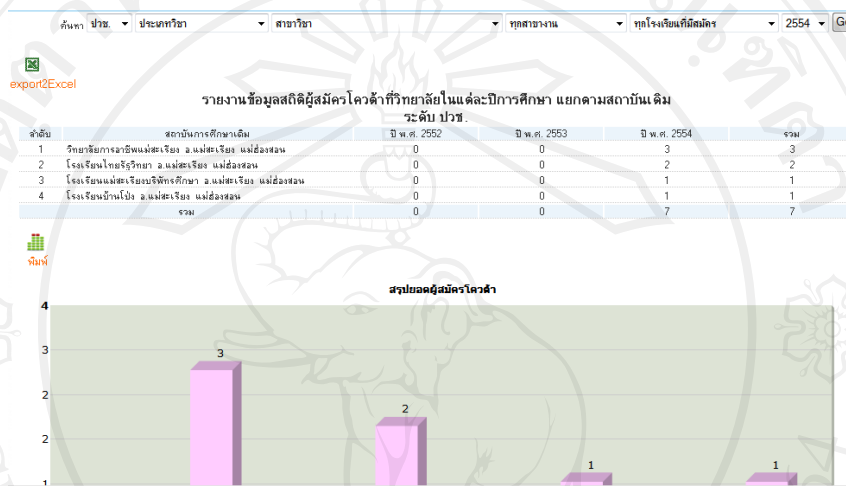 ค้นหา ปวช. ประเภทวิชา สาขาวิชา ทุกสาขางาน ทุกโรงเรียนที่มีสมัคร 2554
export2Excel
รายงานข้อมูลสถิติผู้สมัครโควต้าที่วิทยาลัยในแต่ละปีการศึกษา แยกตามสถาบันเดิม
ระดับ ปวช.
ลำดับ สถาบันการศึกษาเดิม ปี พ.ศ. 2552 ปี พ.ศ. 2553 ปี พ.ศ. 2554 รวม
1 วิทยาลัยการอาชีพแม่สะเรียง อ.แม่สะเรียง แม่ฮ่องสอน 0 0 3 3
2 โรงเรียนไทยรัฐวิทยา อ.แม่สะเรียง แม่ฮ่องสอน 0 0 2 2
3 โรงเรียนแม่สะเรียงบริพัทรศึกษา อ.แม่สะเรียง แม่ฮ่องสอน 0 0 1 1
4 โรงเรียนบ้านโป่ง อ.แม่สะเรียง แม่ฮ่องสอน 0 0 1 1
รวม 0 0 7 7
พิมพ์
สรุปยอดผู้สมัครโควต้า
4
3 3
2 2
2
1 1 1